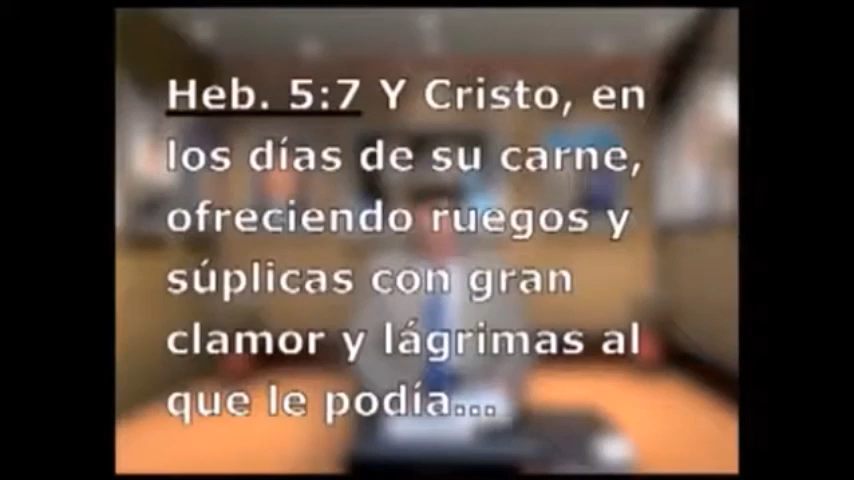 Heb. 5:7 Y Cristo, en
los días de su carne,
ofreciendo ruegos y
súplicas con gran
clamor y lágrimas al
que le podía...